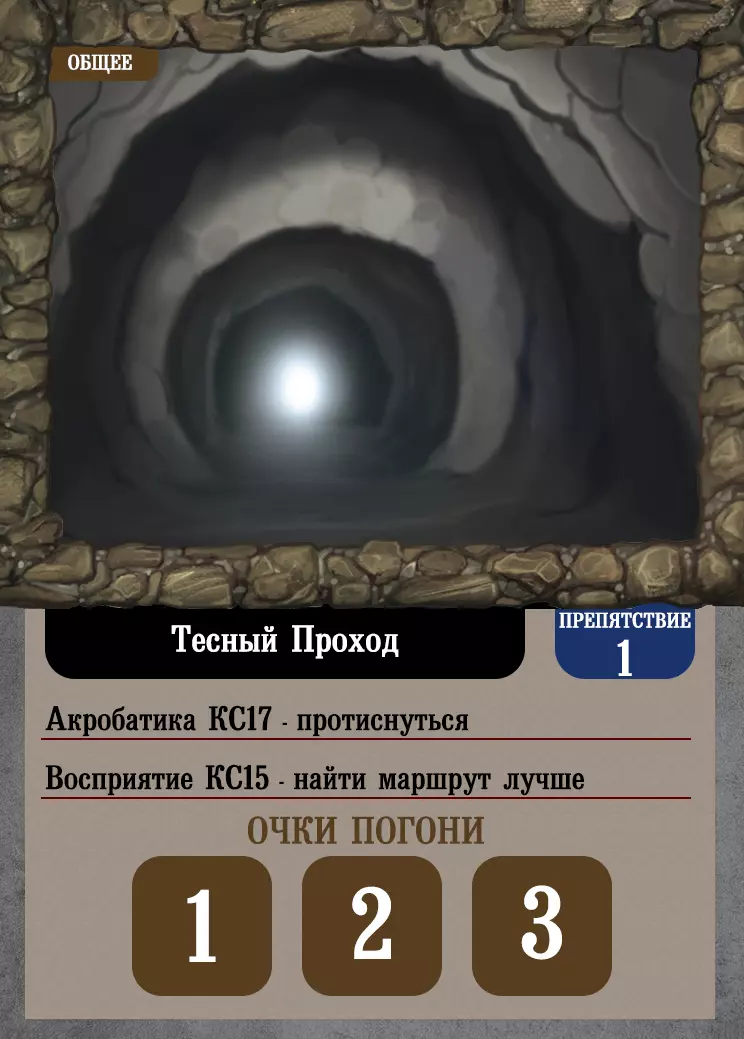 ОБЩЕЕ
Тесный Проход
ПРЕПЯТСТВИЕ
1
Акробатика КС17 - протиснуться
Восприятие КС15 - найти маршрут лучше
ОЧКИ ПОГОНИ
1 2 3